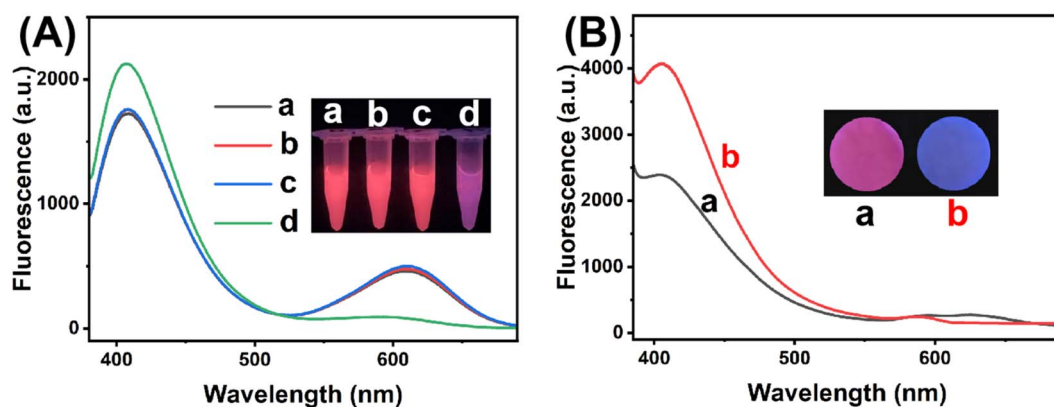 (A)
Fluorescence (a.u.)
2000
1000
0
a
b
c
d
a b c d
400 500 600
Wavelength (nm)
(B)
Fluorescence (a.u.)
4000
3000
2000
1000
0
b
a
a b
400 500 600
Wavelength (nm)